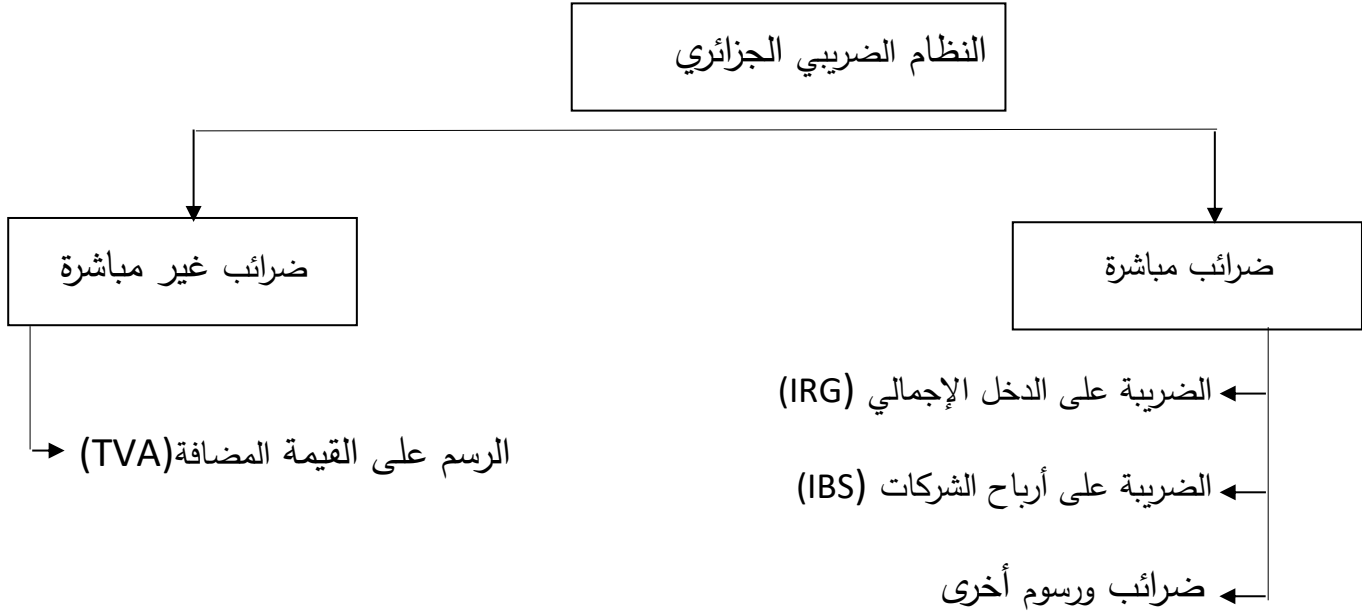 النظام الضريبي الجزائري
ضرائب مباشرة
ضرائب غير مباشرة
الضريبة على الدخل الإجمالي (IRG)
الرسم على القيمة المضافة(TVA)
الضريبة على أرباح الشركات (IBS)
ضرائب ورسوم أخرى